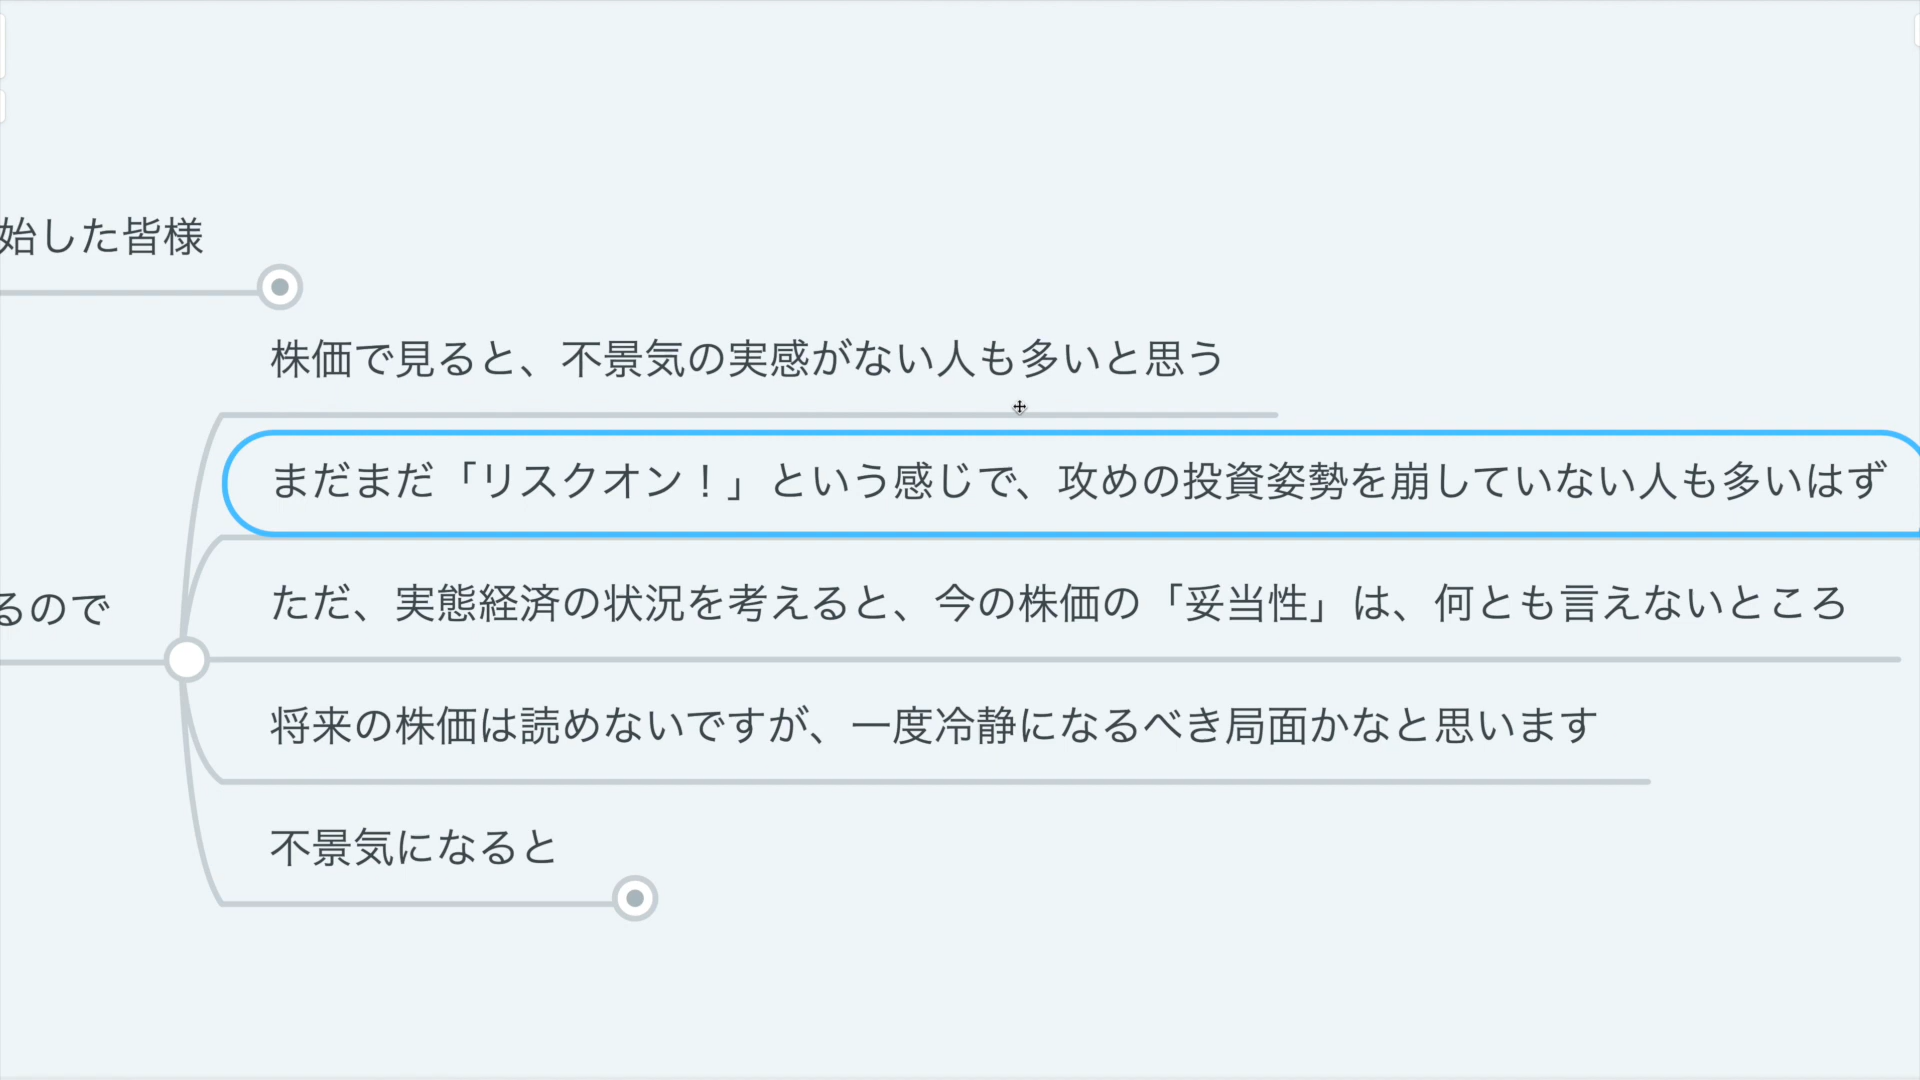 始した皆様
株価で見ると、不景気の実感がない人も多いと思う
まだまだ「リスクオン！」という感じで、攻めの投資姿勢を崩していない人も多いはず
るので
ただ、実態経済の状況を考えると、今の株価の「妥当性」は、何とも言えないところ
将来の株価は読めないですが、一度冷静になるべき局面かなと思います
不景気になると